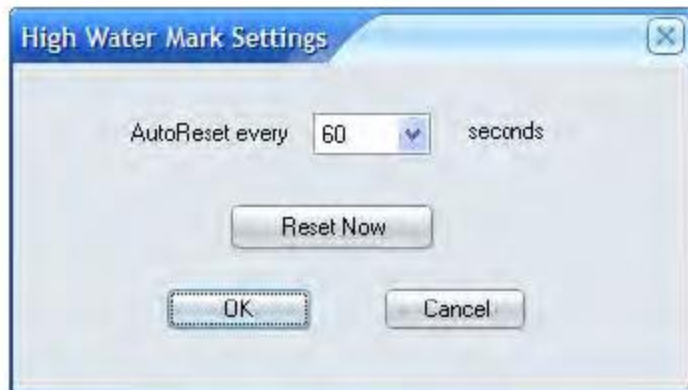 High Water Mark Settings
AutoReset every 60 seconds
Reset Now
OK Cancel